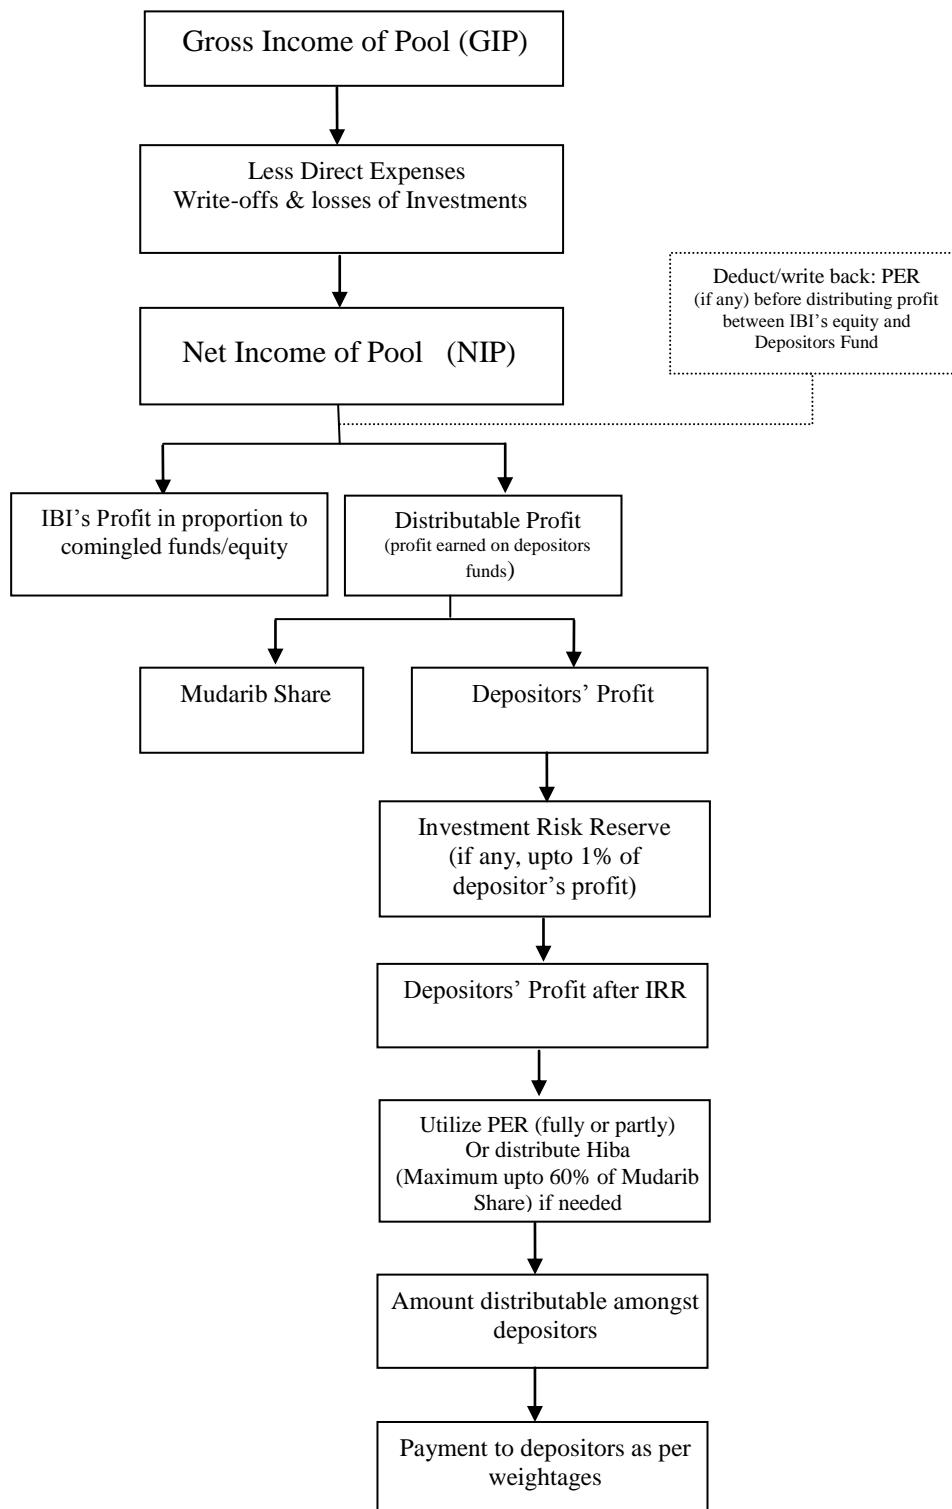 Gross Income of Pool (GIP)
Less Direct Expenses
Write-offs & losses of Investments
Deduct/write back: PER
(if any) before distributing profit
between IBI's equity and
Depositors Fund
Net Income of Pool (NIP)
IBI's Profit in proportion to
comingled funds/equity
Distributable Profit
(profit earned on depositors
funds)
Mudarib Share
Depositors' Profit
Investment Risk Reserve
(if any, upto 1% of
depositor's profit)
Depositors' Profit after IRR
Utilize PER (fully or partly)
Or distribute Hiba
(Maximum upto 60% of Mudarib
Share) if needed
Amount distributable amongst
depositors
Payment to depositors as per
weightages